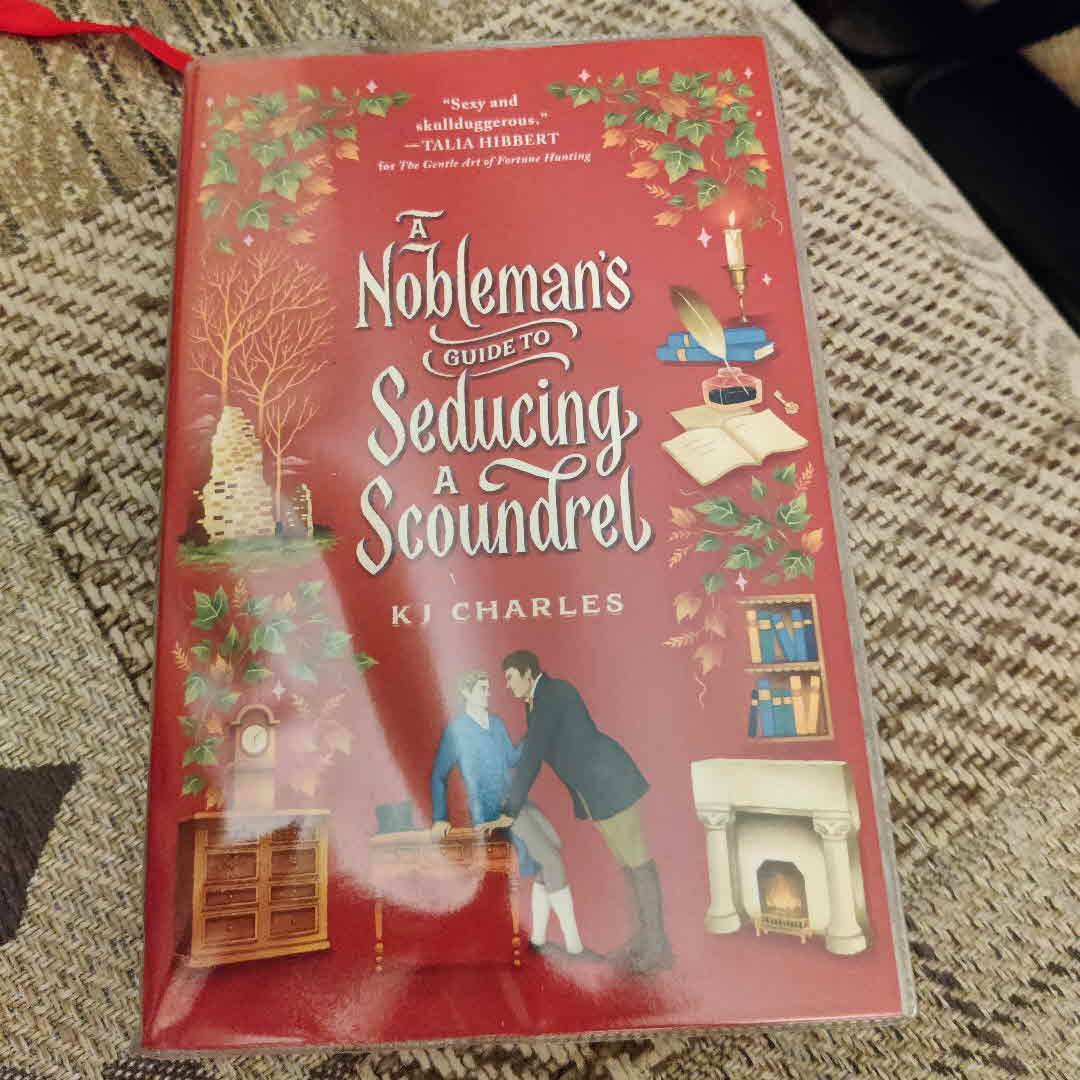 "Sexy and
skullduggerous."
—TALIA HIBBERT
for The Gentle Art of Fortune Hunting
A
Nobleman's
GUIDE TO
Seducing
A
Scoundrel
KJ CHARLES